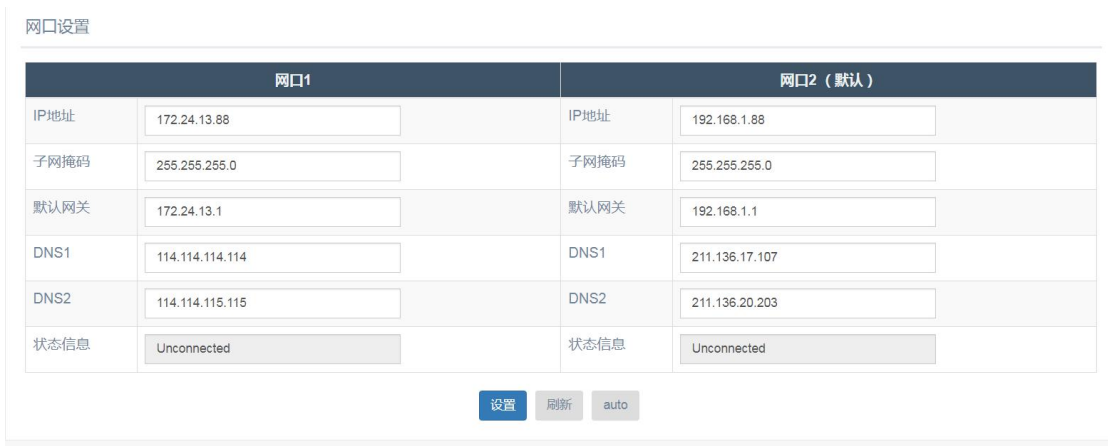 网口设置
网口1 网口2（默认）
IP地址 172.24.13.88 IP地址 192.168.1.88
子网掩码 255.255.255.0 子网掩码 255.255.255.0
默认网关 172.24.13.1 默认网关 192.168.1.1
DNS1 114.114.114.114 DNS1 211.136.17.107
DNS2 114.114.115.115 DNS2 211.136.20.203
状态信息 Unconnected 状态信息 Unconnected
设置 刷新 auto